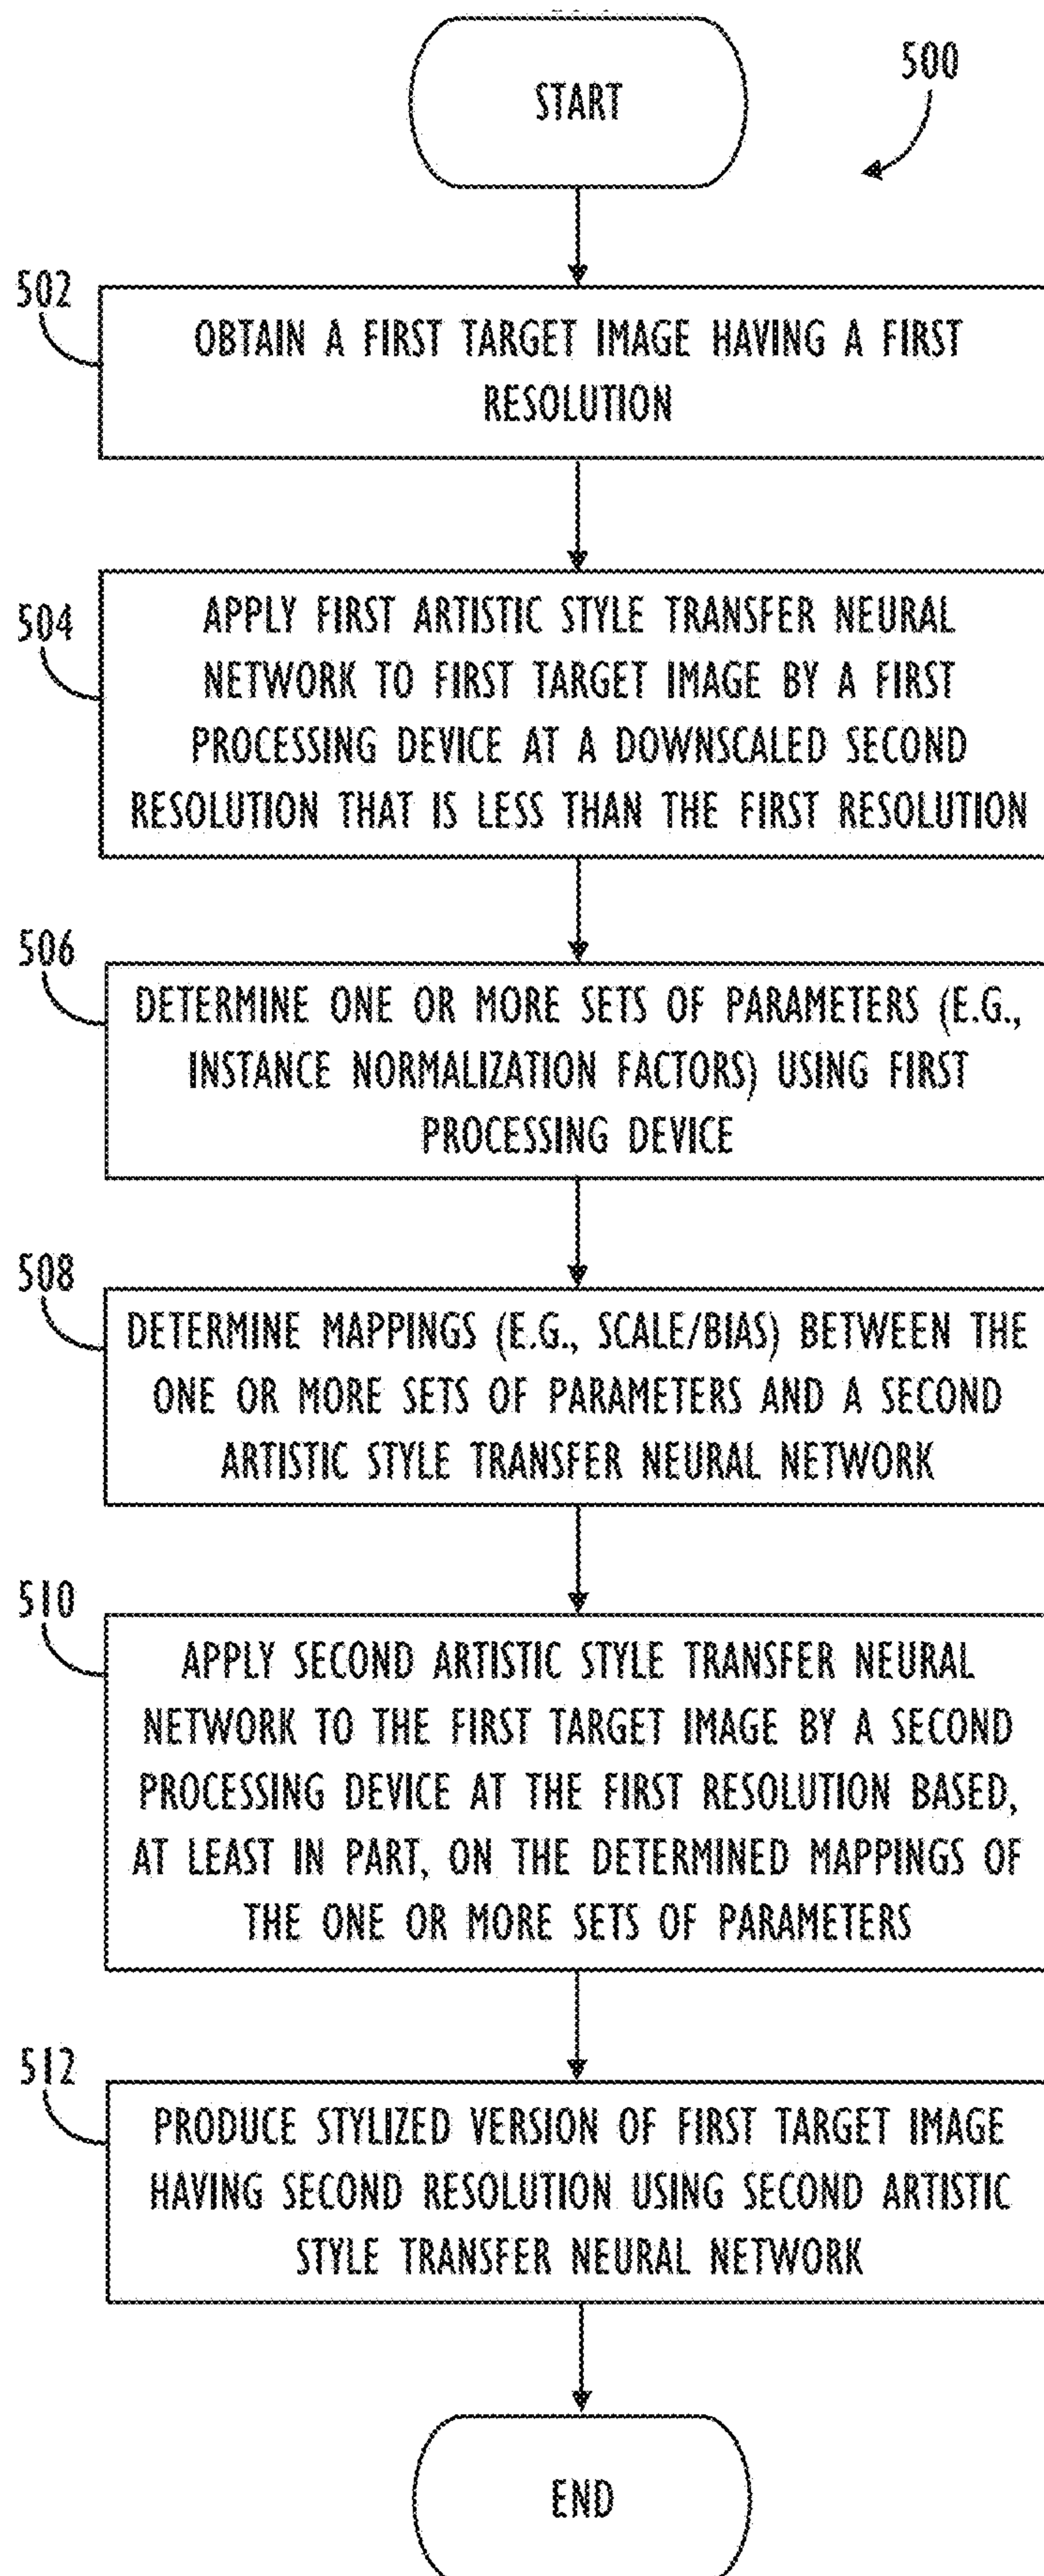 START
500
502
OBTAIN A FIRST TARGET IMAGE HAVING A FIRST
RESOLUTION
504
APPLY FIRST ARTISTIC STYLE TRANSFER NEURAL
NETWORK TO FIRST TARGET IMAGE BY A FIRST
PROCESSING DEVICE AT A DOWNSCALED SECOND
RESOLUTION THAT IS LESS THAN THE FIRST RESOLUTION
506
DETERMINE ONE OR MORE SETS OF PARAMETERS (E.G.,
INSTANCE NORMALIZATION FACTORS) USING FIRST
PROCESSING DEVICE
508
DETERMINE MAPPINGS (E.G., SCALE/BIAS) BETWEEN THE
ONE OR MORE SETS OF PARAMETERS AND A SECOND
ARTISTIC STYLE TRANSFER NEURAL NETWORK
510
APPLY SECOND ARTISTIC STYLE TRANSFER NEURAL
NETWORK TO THE FIRST TARGET IMAGE BY A SECOND
PROCESSING DEVICE AT THE FIRST RESOLUTION BASED,
AT LEAST IN PART, ON THE DETERMINED MAPPINGS OF
THE ONE OR MORE SETS OF PARAMETERS
512
PRODUCE STYLIZED VERSION OF FIRST TARGET IMAGE
HAVING SECOND RESOLUTION USING SECOND ARTISTIC
STYLE TRANSFER NEURAL NETWORK
END